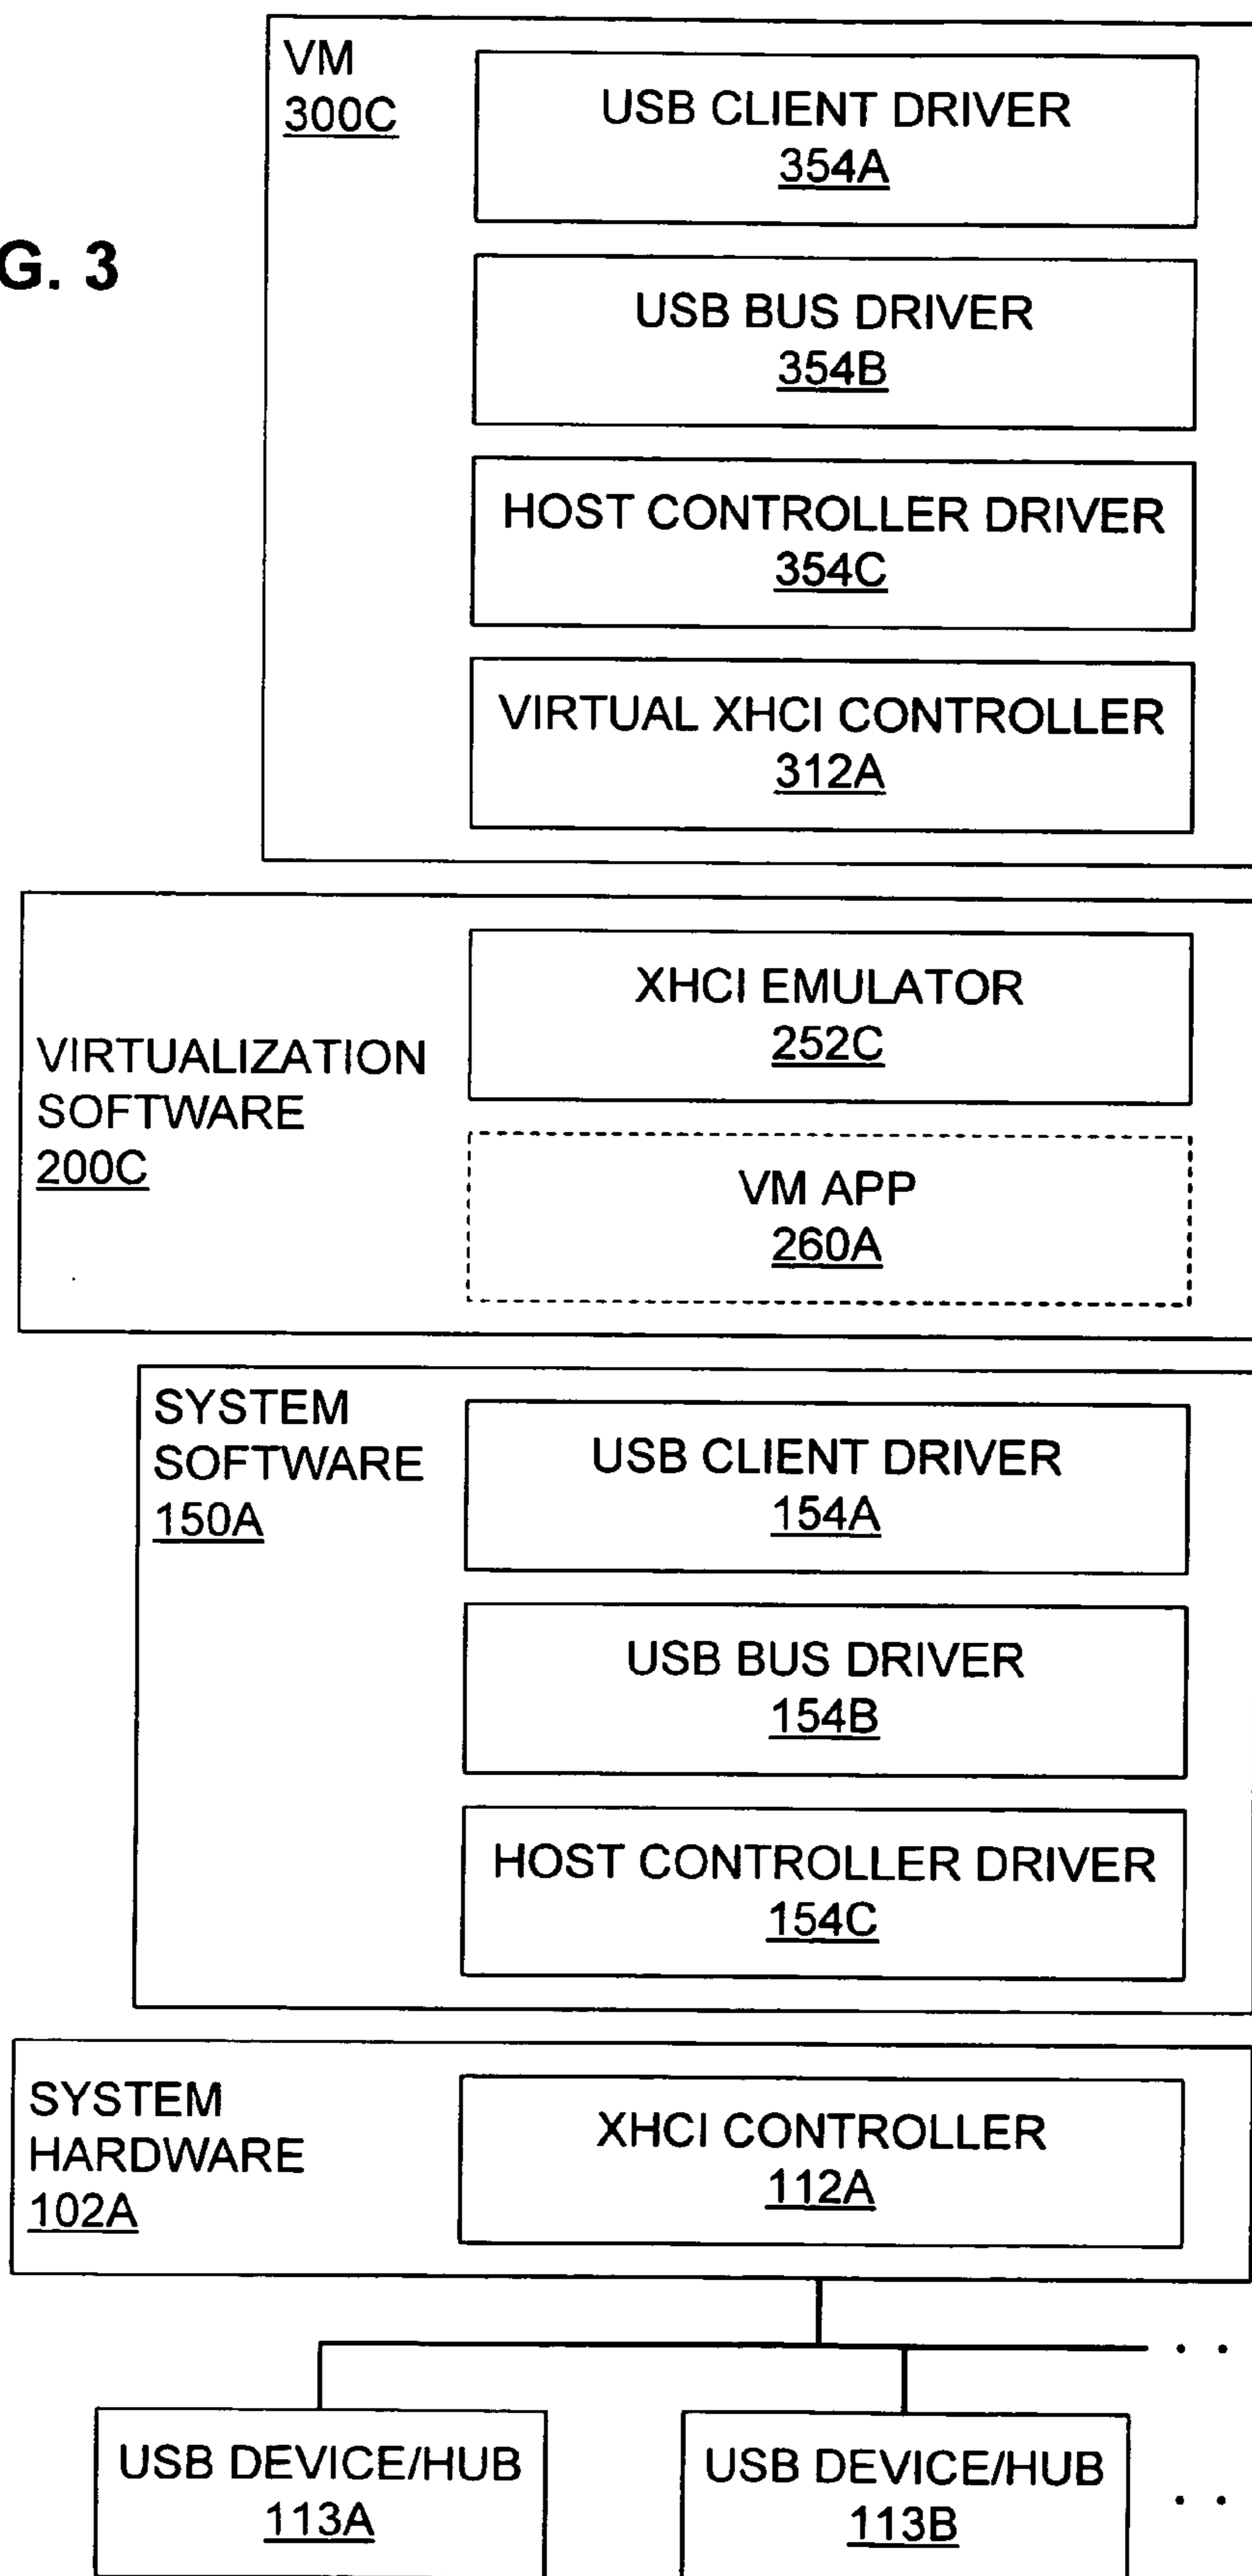 VM
300C
USB CLIENT DRIVER
354A
G. 3
USB BUS DRIVER
354B
HOST CONTROLLER DRIVER
354C
VIRTUAL XHCI CONTROLLER
312A
VIRTUALIZATION
SOFTWARE
200C
XHCI EMULATOR
252C
VM APP
260A
SYSTEM
SOFTWARE
150A
USB CLIENT DRIVER
154A
USB BUS DRIVER
154B
HOST CONTROLLER DRIVER
154C
SYSTEM
HARDWARE
102A
XHCI CONTROLLER
112A
USB DEVICE/HUB
113A
USB DEVICE/HUB
113B